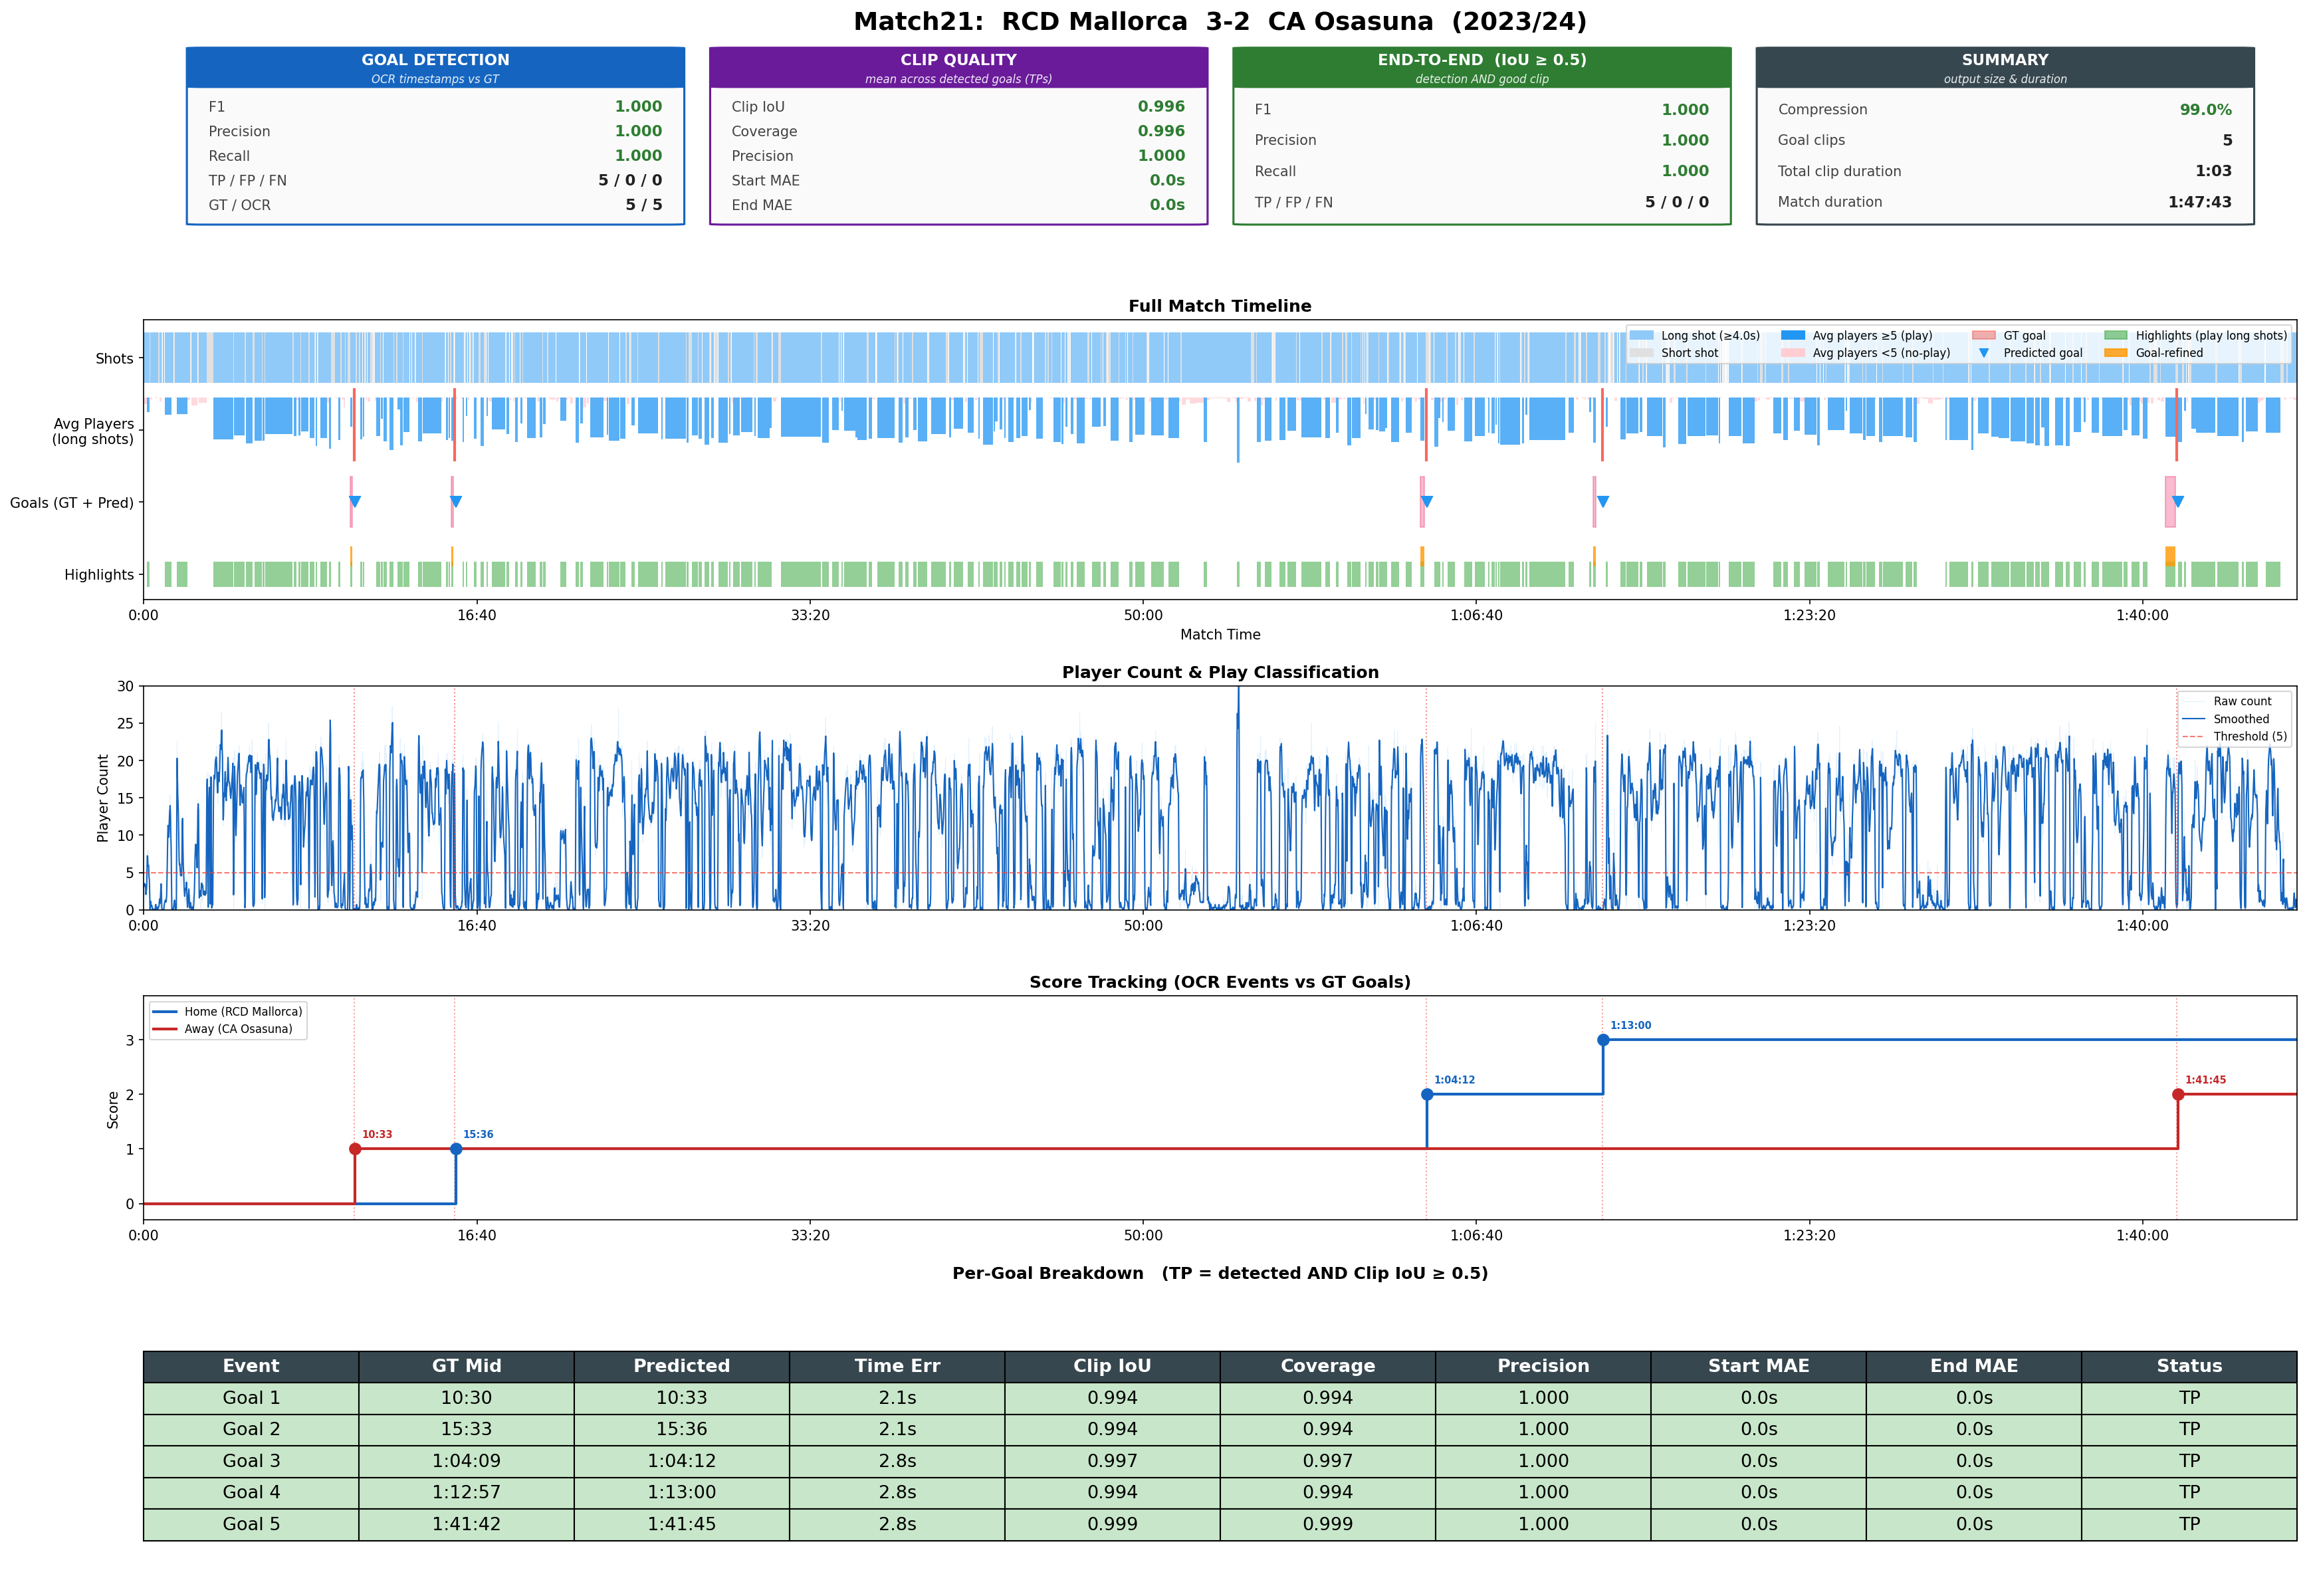 Match21:  RCD Mallorca  3-2  CA Osasuna  (2023/24)
GOAL DETECTION
OCR timestamps vs GT
F1 1.000
Precision 1.000
Recall 1.000
TP / FP / FN 5 / 0 / 0
GT / OCR 5 / 5
CLIP QUALITY
mean across detected goals (TPs)
Clip IoU 0.996
Coverage 0.996
Precision 1.000
Start MAE 0.0s
End MAE 0.0s
END-TO-END  (IoU ≥ 0.5)
detection AND good clip
F1 1.000
Precision 1.000
Recall 1.000
TP / FP / FN 5 / 0 / 0
SUMMARY
output size & duration
Compression 99.0%
Goal clips 5
Total clip duration 1:03
Match duration 1:47:43
Full Match Timeline
Long shot (≥4.0s)
Short shot
Avg players ≥5 (play)
Avg players <5 (no-play)
GT goal
Predicted goal
Highlights (play long shots)
Goal-refined
Shots
Avg Players
(long shots)
Goals (GT + Pred)
Highlights
0:00 16:40 33:20 50:00 1:06:40 1:23:20 1:40:00
Match Time
Player Count & Play Classification
Raw count
Smoothed
Threshold (5)
Player Count
30
25
20
15
10
5
0
0:00 16:40 33:20 50:00 1:06:40 1:23:20 1:40:00
Score Tracking (OCR Events vs GT Goals)
Home (RCD Mallorca)
Away (CA Osasuna)
Score
3
2
1
0
10:33
15:36
1:04:12
1:13:00
1:41:45
0:00 16:40 33:20 50:00 1:06:40 1:23:20 1:40:00
Per-Goal Breakdown   (TP = detected AND Clip IoU ≥ 0.5)
Event GT Mid Predicted Time Err Clip IoU Coverage Precision Start MAE End MAE Status
Goal 1 10:30 10:33 2.1s 0.994 0.994 1.000 0.0s 0.0s TP
Goal 2 15:33 15:36 2.1s 0.994 0.994 1.000 0.0s 0.0s TP
Goal 3 1:04:09 1:04:12 2.8s 0.997 0.997 1.000 0.0s 0.0s TP
Goal 4 1:12:57 1:13:00 2.8s 0.994 0.994 1.000 0.0s 0.0s TP
Goal 5 1:41:42 1:41:45 2.8s 0.999 0.999 1.000 0.0s 0.0s TP